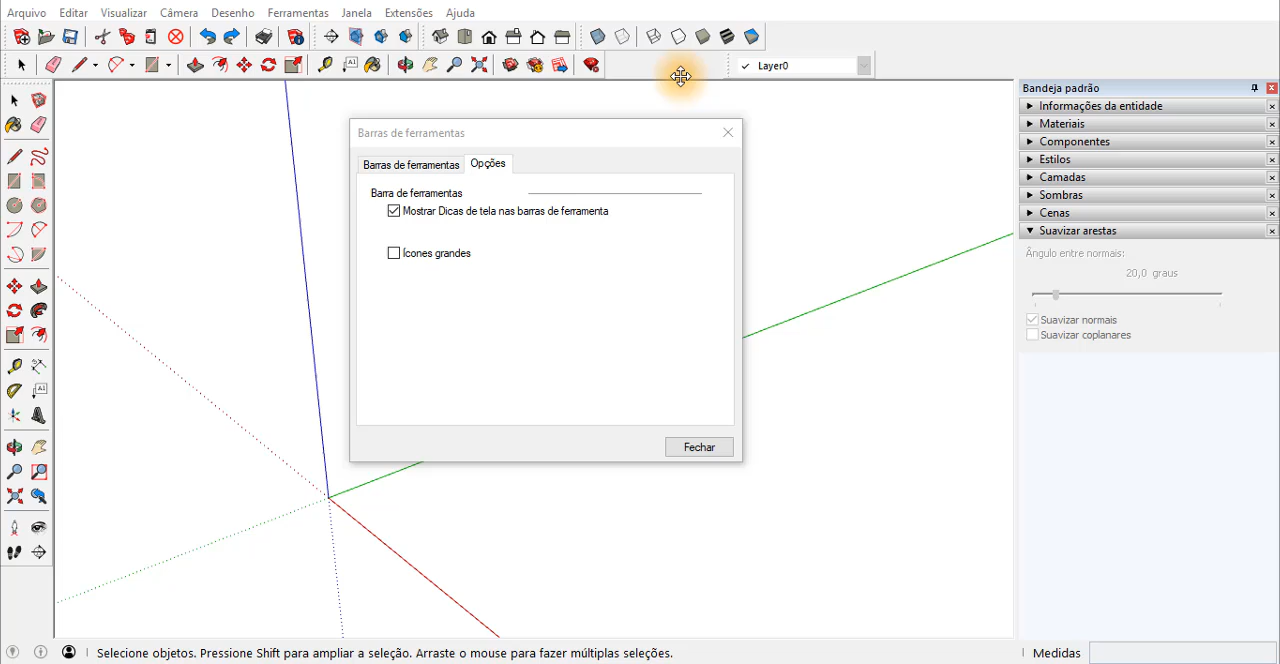 Arquivo Editar Visualizar Câmera Desenho Ferramentas Janela Extensões Ajuda
Layer0
Bandeja padrão
Informações da entidade
Materiais
Componentes
Estilos
Camadas
Sombras
Cenas
Suavizar arestas
Ângulo entre normais:
20,0 graus
Suavizar normais
Suavizar coplanares
Barras de ferramentas
Barras de ferramentas Opções
Barra de ferramentas
Mostrar Dicas de tela nas barras de ferramenta
Ícones grandes
Fechar
Selecione objetos. Pressione Shift para ampliar a seleção. Arraste o mouse para fazer múltiplas seleções.
Medidas